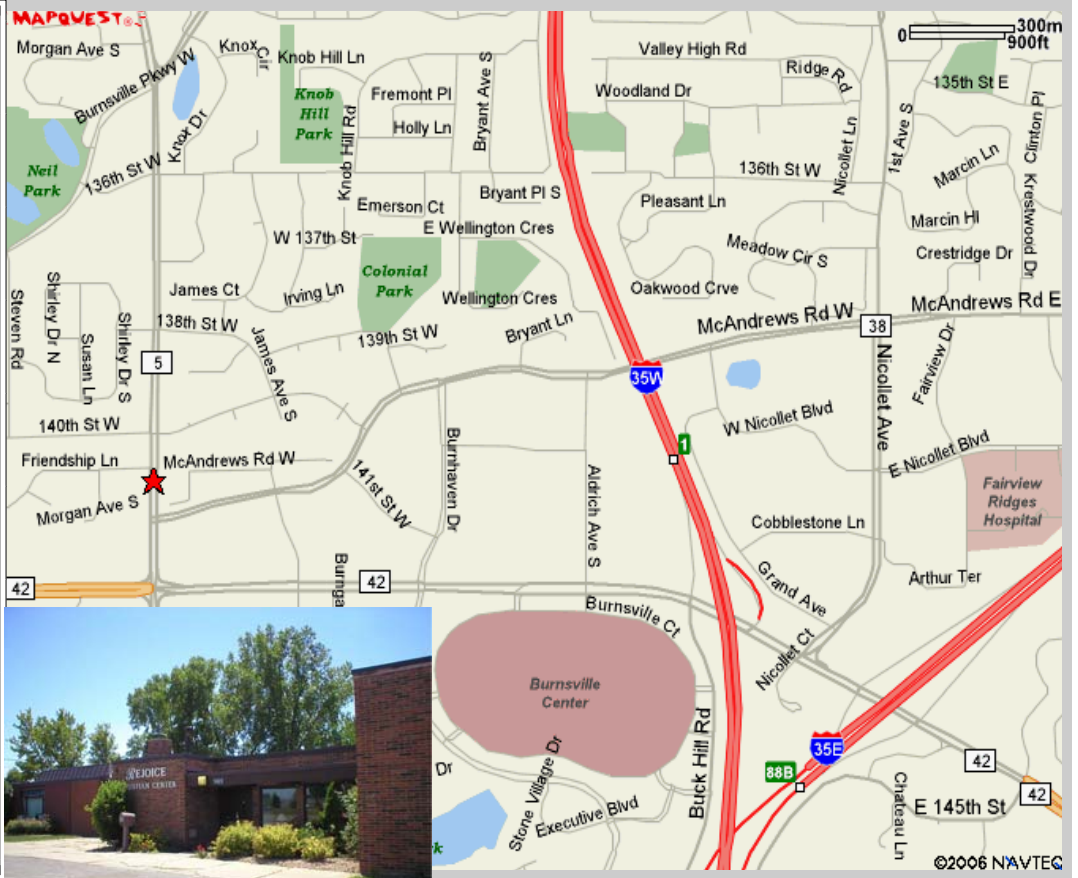 MAPQUEST
300m
0
900ft
Morgan Ave S
Burnsville Pkwy W
Knox Cir
Knob Hill Ln
Knob
Hill
Park
Fremont Pl
Holly Ln
Bryant Ave S
Valley High Rd
Ridge Rd
Woodland Dr
135th St E
Neil
Park
136th St W
Knox Dr
Knob Hill Rd
Nicollet Ln
1st Ave S
Clinton Pl
136th St W
Marcin Ln
Emerson Ct
Bryant Pl S
Pleasant Ln
Marcin Hl
Krestwood Dr
W 137th St
E Wellington Cres
Meadow Cir S
Crestridge Dr
Colonial
Park
James Ct
Irving Ln
Wellington Cres
Oakwood Crve
McAndrews Rd W
McAndrews Rd E
Steven Rd
Shirley Dr N
Susan Ln
Shirley Dr S
138th St W
James Ave S
139th St W
Bryant Ln
38
5
35W
Nicollet Ave
Fairview Dr
140th St W
W Nicollet Blvd
1
E Nicollet Blvd
Friendship Ln
McAndrews Rd W
Morgan Ave S
141st St W
Burnhaven Dr
Aldrich Ave S
Cobblestone Ln
Fairview
Ridges
Hospital
42
Burnga
42
Grand Ave
Arthur Ter
Burnsville Ct
Nicollet Ct
Burnsville
Center
35E
88B
42
42
Buck Hill Rd
Dr
Stone Village Dr
Executive Blvd
Chateau Ln
E 145th St
REJOICE
CENTER
©2006 NAVTEQ